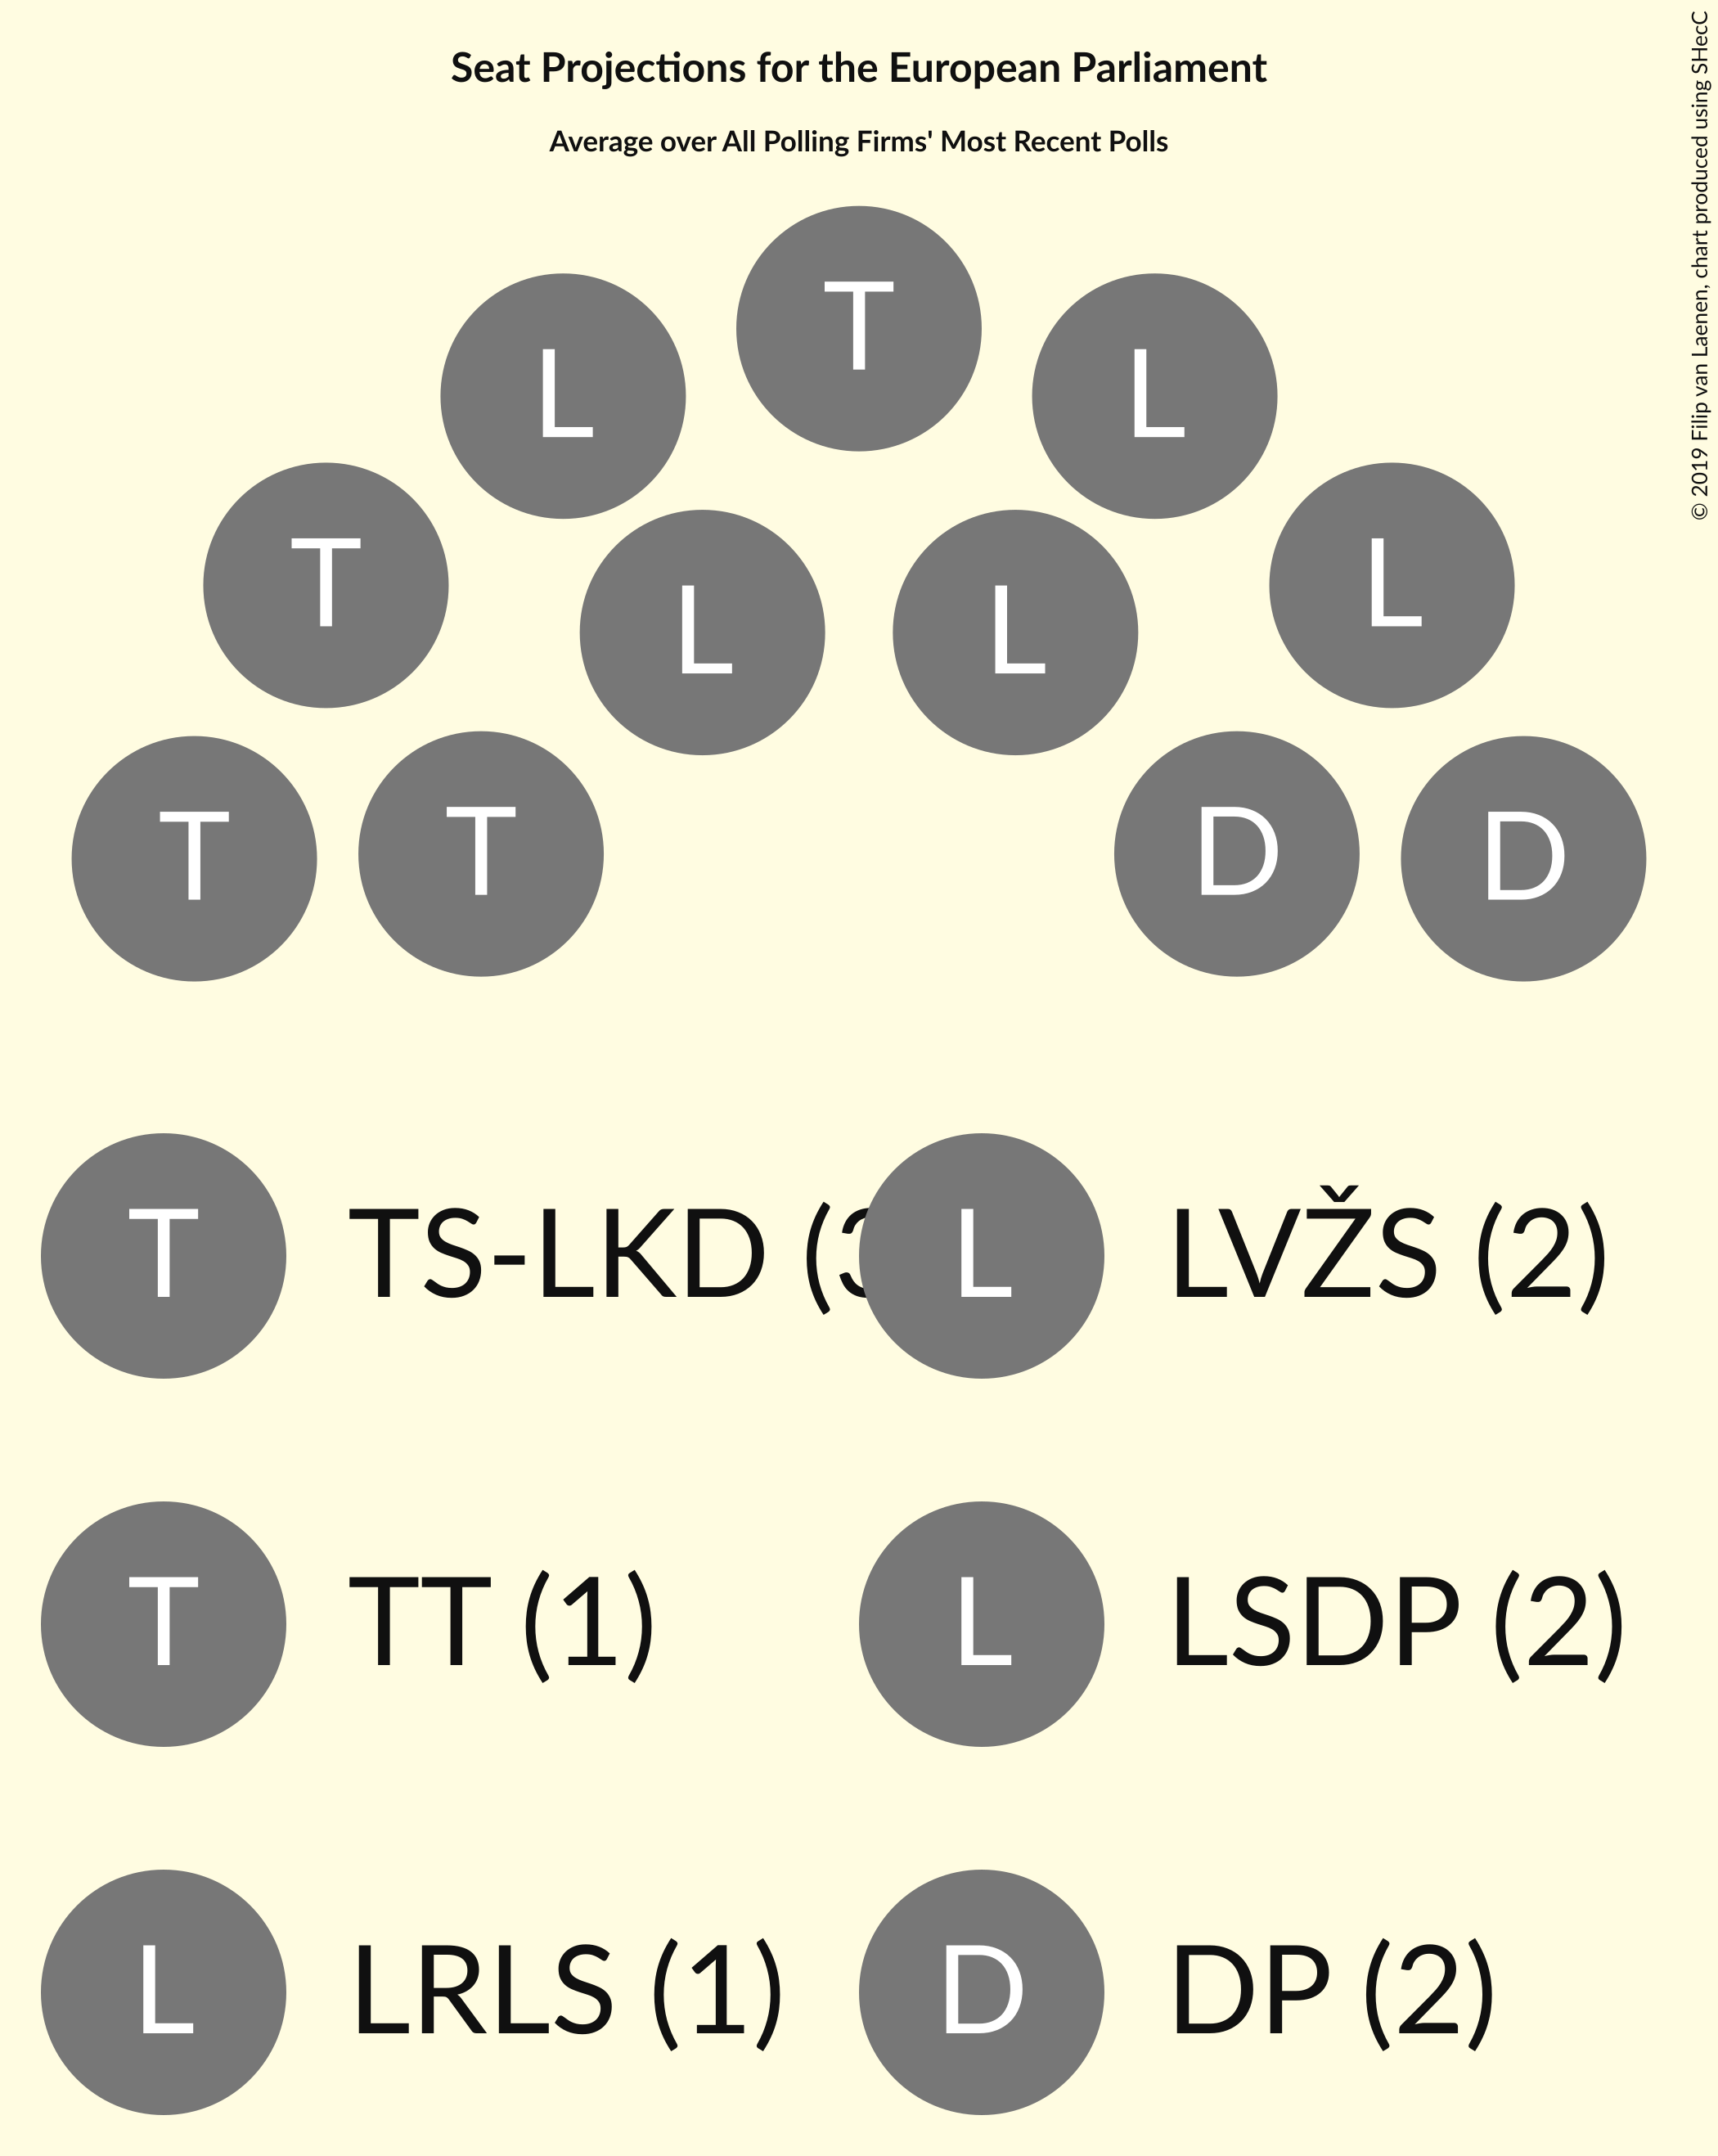 Seat Projections for the European Parliament
Average over All Polling Firms' Most Recent Polls
© 2019 Filip van Laenen, chart produced using SHecC
T
L L
T L
L L
T T D D
T TS-LKD (3 L LVŽS (2)
T TT (1) L LSDP (2)
L LRLS (1) D DP (2)